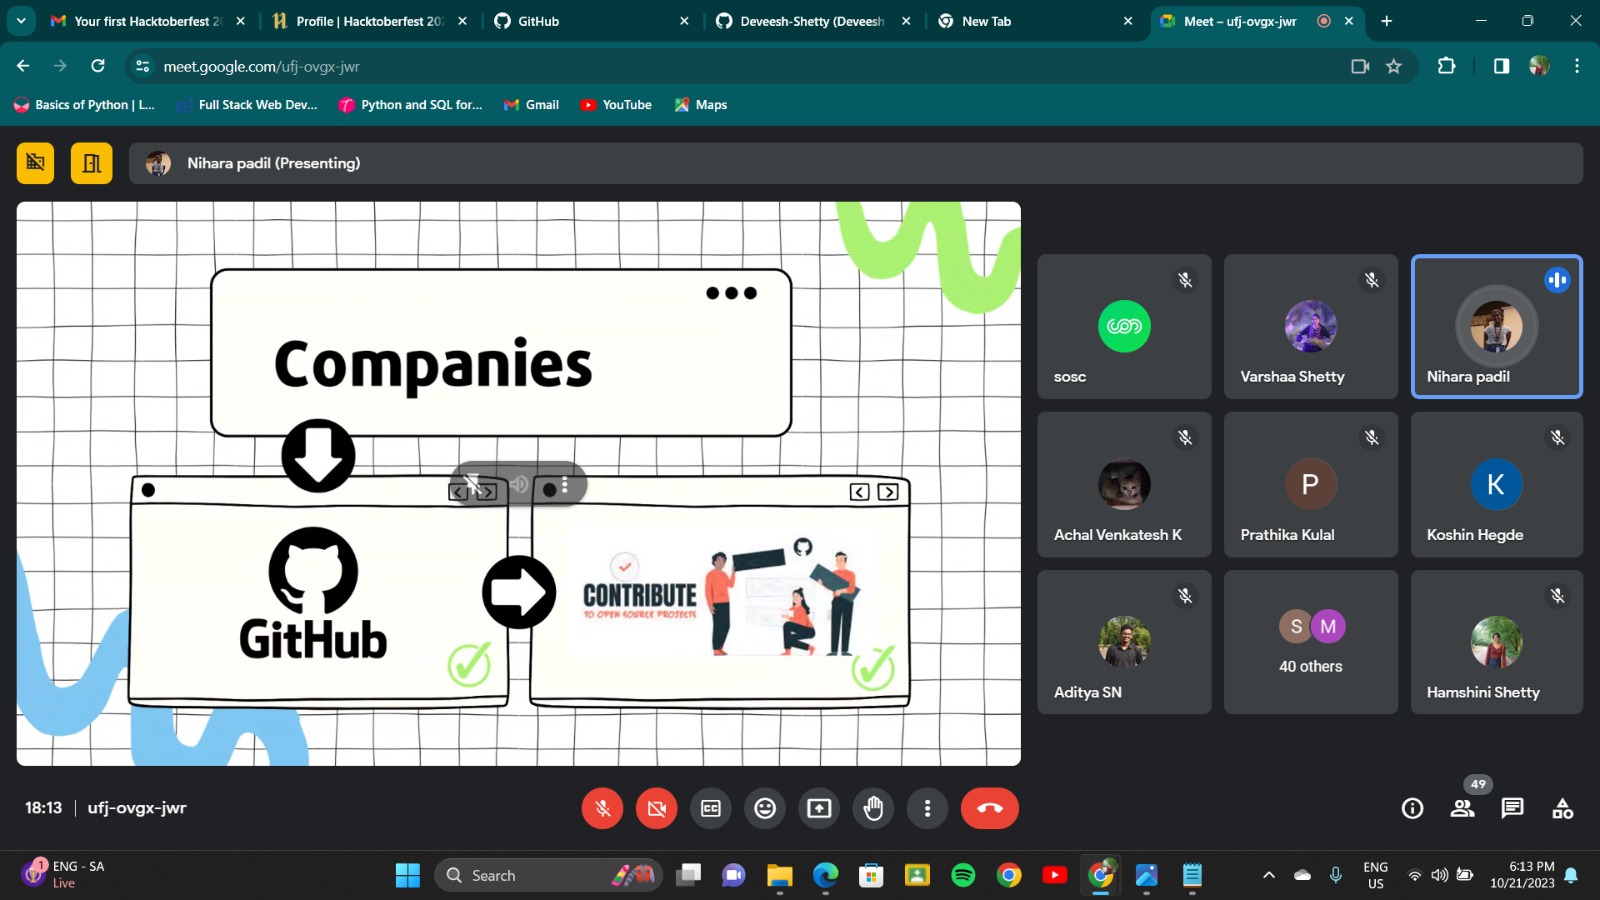 Your first Hacktoberfest 2
Profile | Hacktoberfest 202
GitHub
Deveesh-Shetty (Deveesh
New Tab
Meet – ufj-ovgx-jwr
meet.google.com/ufj-ovgx-jwr
Basics of Python | L...
Full Stack Web Dev...
Python and SQL for...
Gmail
YouTube
Maps
Nihara padil (Presenting)
Companies
GitHub
CONTRIBUTE
TO OPEN SOURCE PROJECTS
sosc
Varshaa Shetty
Nihara padil
Achal Venkatesh K
P
Prathika Kulal
K
Koshin Hegde
Aditya SN
S M
40 others
Hamshini Shetty
18:13 | ufj-ovgx-jwr
CC
49
1
ENG - SA
Live
Search
ENG
US
6:13 PM
10/21/2023